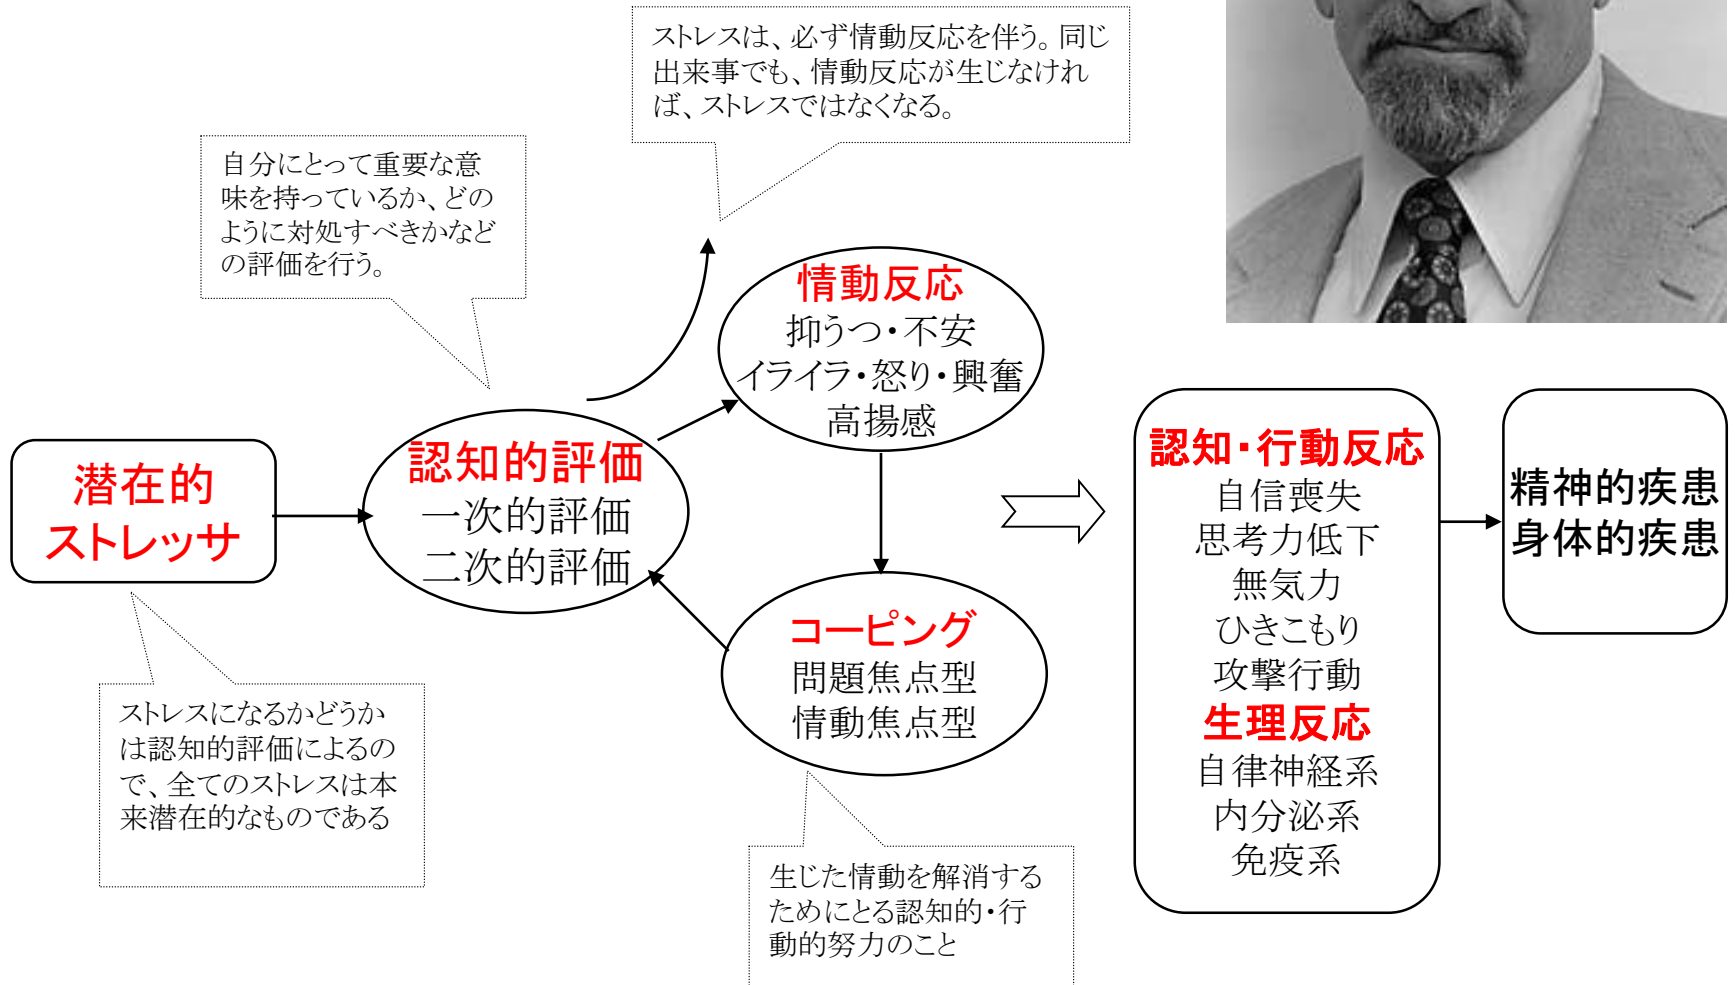 ストレスは、必ず情動反応を伴う。同じ
出来事でも、情動反応が生じなけれ
ば、ストレスではなくなる。
自分にとって重要な意
味を持っているか、どの
ように対処すべきかなど
の評価を行う。
情動反応
抑うつ・不安
イライラ・怒り・興奮
高揚感
潜在的
ストレッサ
認知的評価
一次的評価
二次的評価
コーピング
問題焦点型
情動焦点型
認知・行動反応
自信喪失
思考力低下
無気力
ひきこもり
攻撃行動
生理反応
自律神経系
内分泌系
免疫系
精神的疾患
身体的疾患
ストレスになるかどうか
は認知的評価によるの
で、全てのストレスは本
来潜在的なものである
生じた情動を解消する
ためにとる認知的・行
動的努力のこと